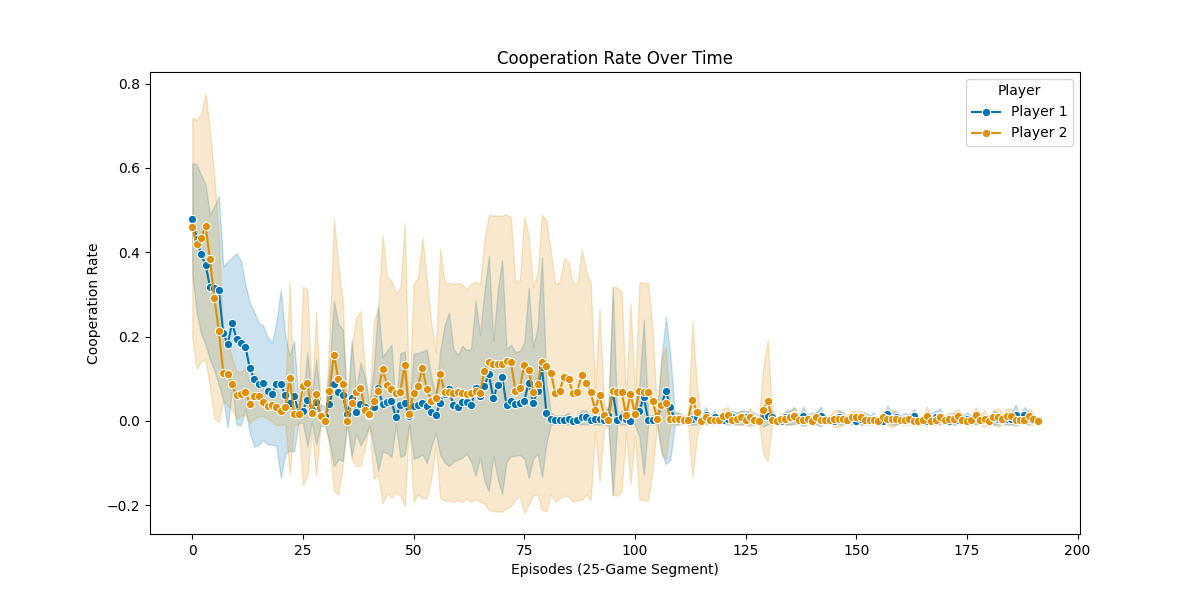 Cooperation Rate Over Time
Player
Player 1
Player 2
Cooperation Rate
0.8
0.6
0.4
0.2
0.0
−0.2
0 25 50 75 100 125 150 175 200
Episodes (25-Game Segment)